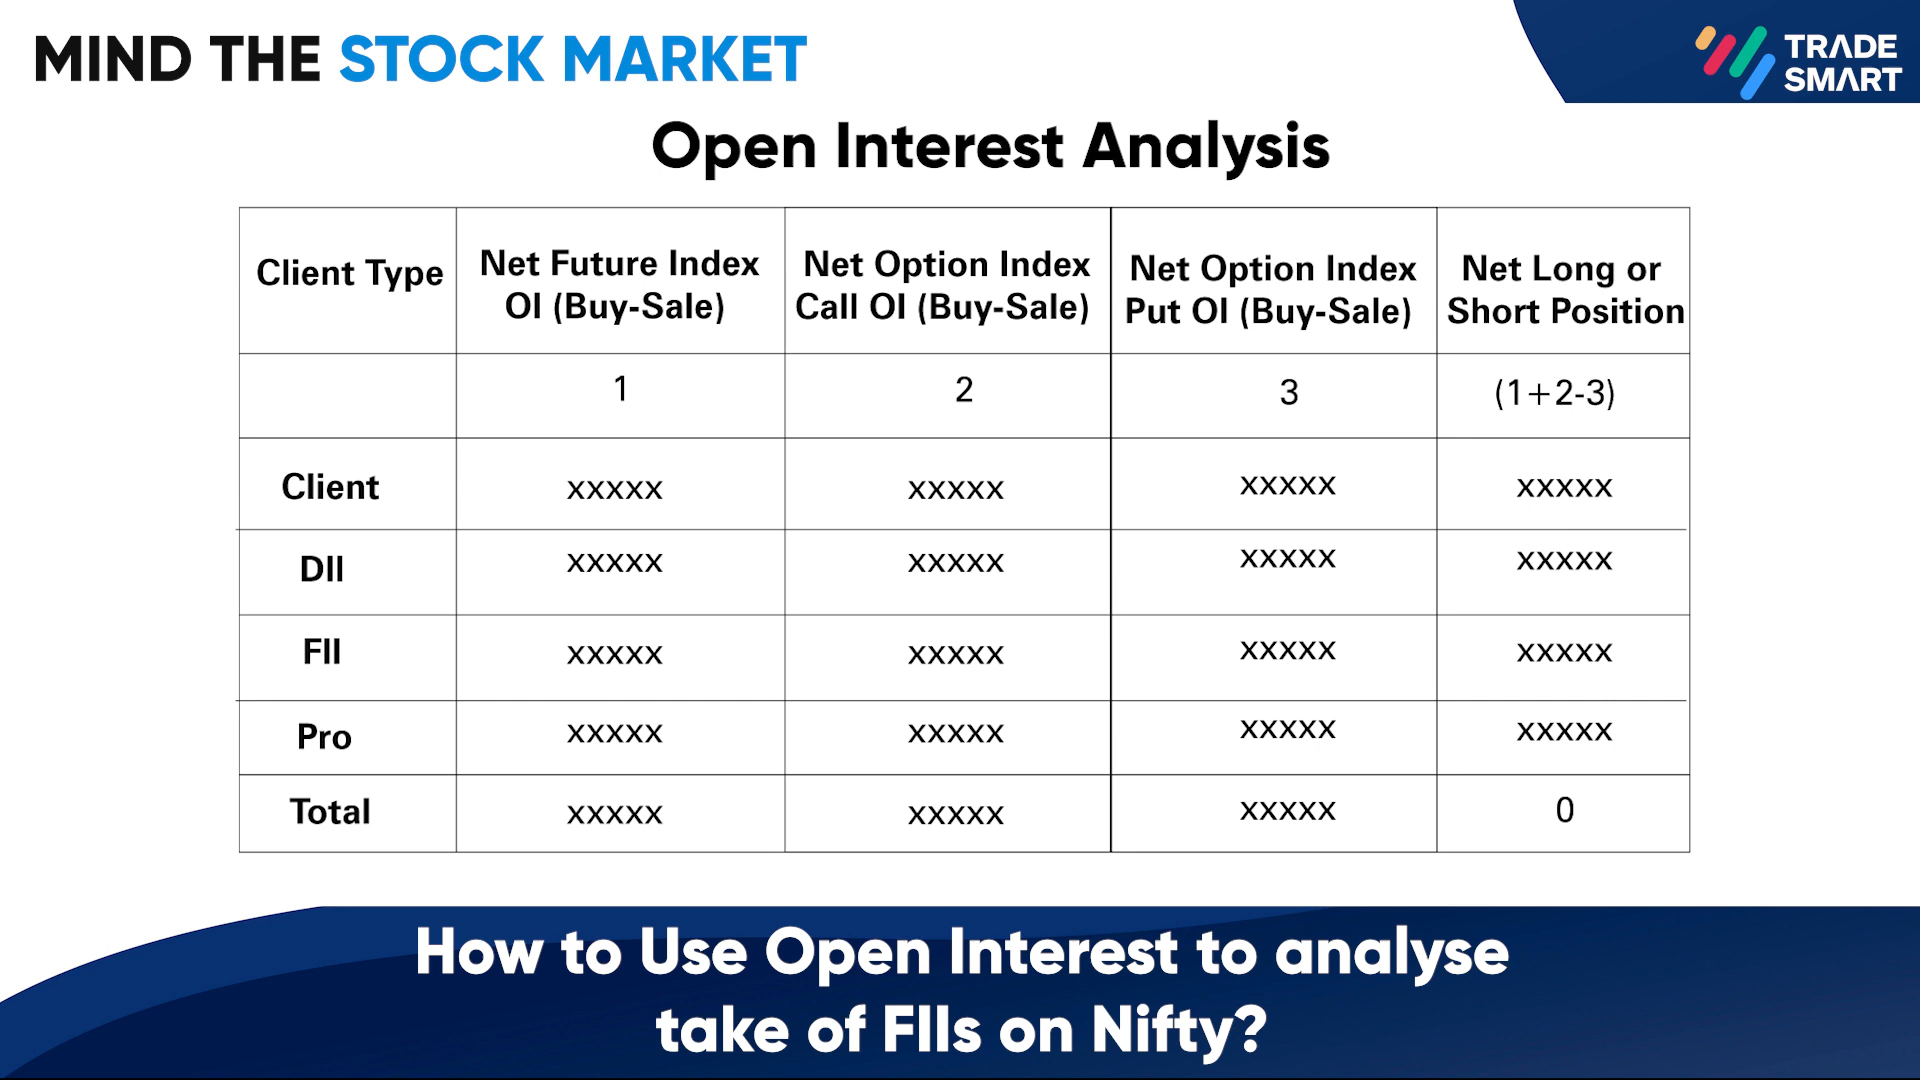 MIND THE STOCK MARKET
TRADE
SMART
Open Interest Analysis
Client Type
Net Future Index
OI (Buy-Sale)
Net Option Index
Call OI (Buy-Sale)
Net Option Index
Put OI (Buy-Sale)
Net Long or
Short Position
1 2 3 (1+2-3)
Client xxxxx xxxxx xxxxx xxxxx
DII xxxxx xxxxx xxxxx xxxxx
FII xxxxx xxxxx xxxxx xxxxx
Pro xxxxx xxxxx xxxxx xxxxx
Total xxxxx xxxxx xxxxx 0
How to Use Open Interest to analyse
take of FIIs on Nifty?